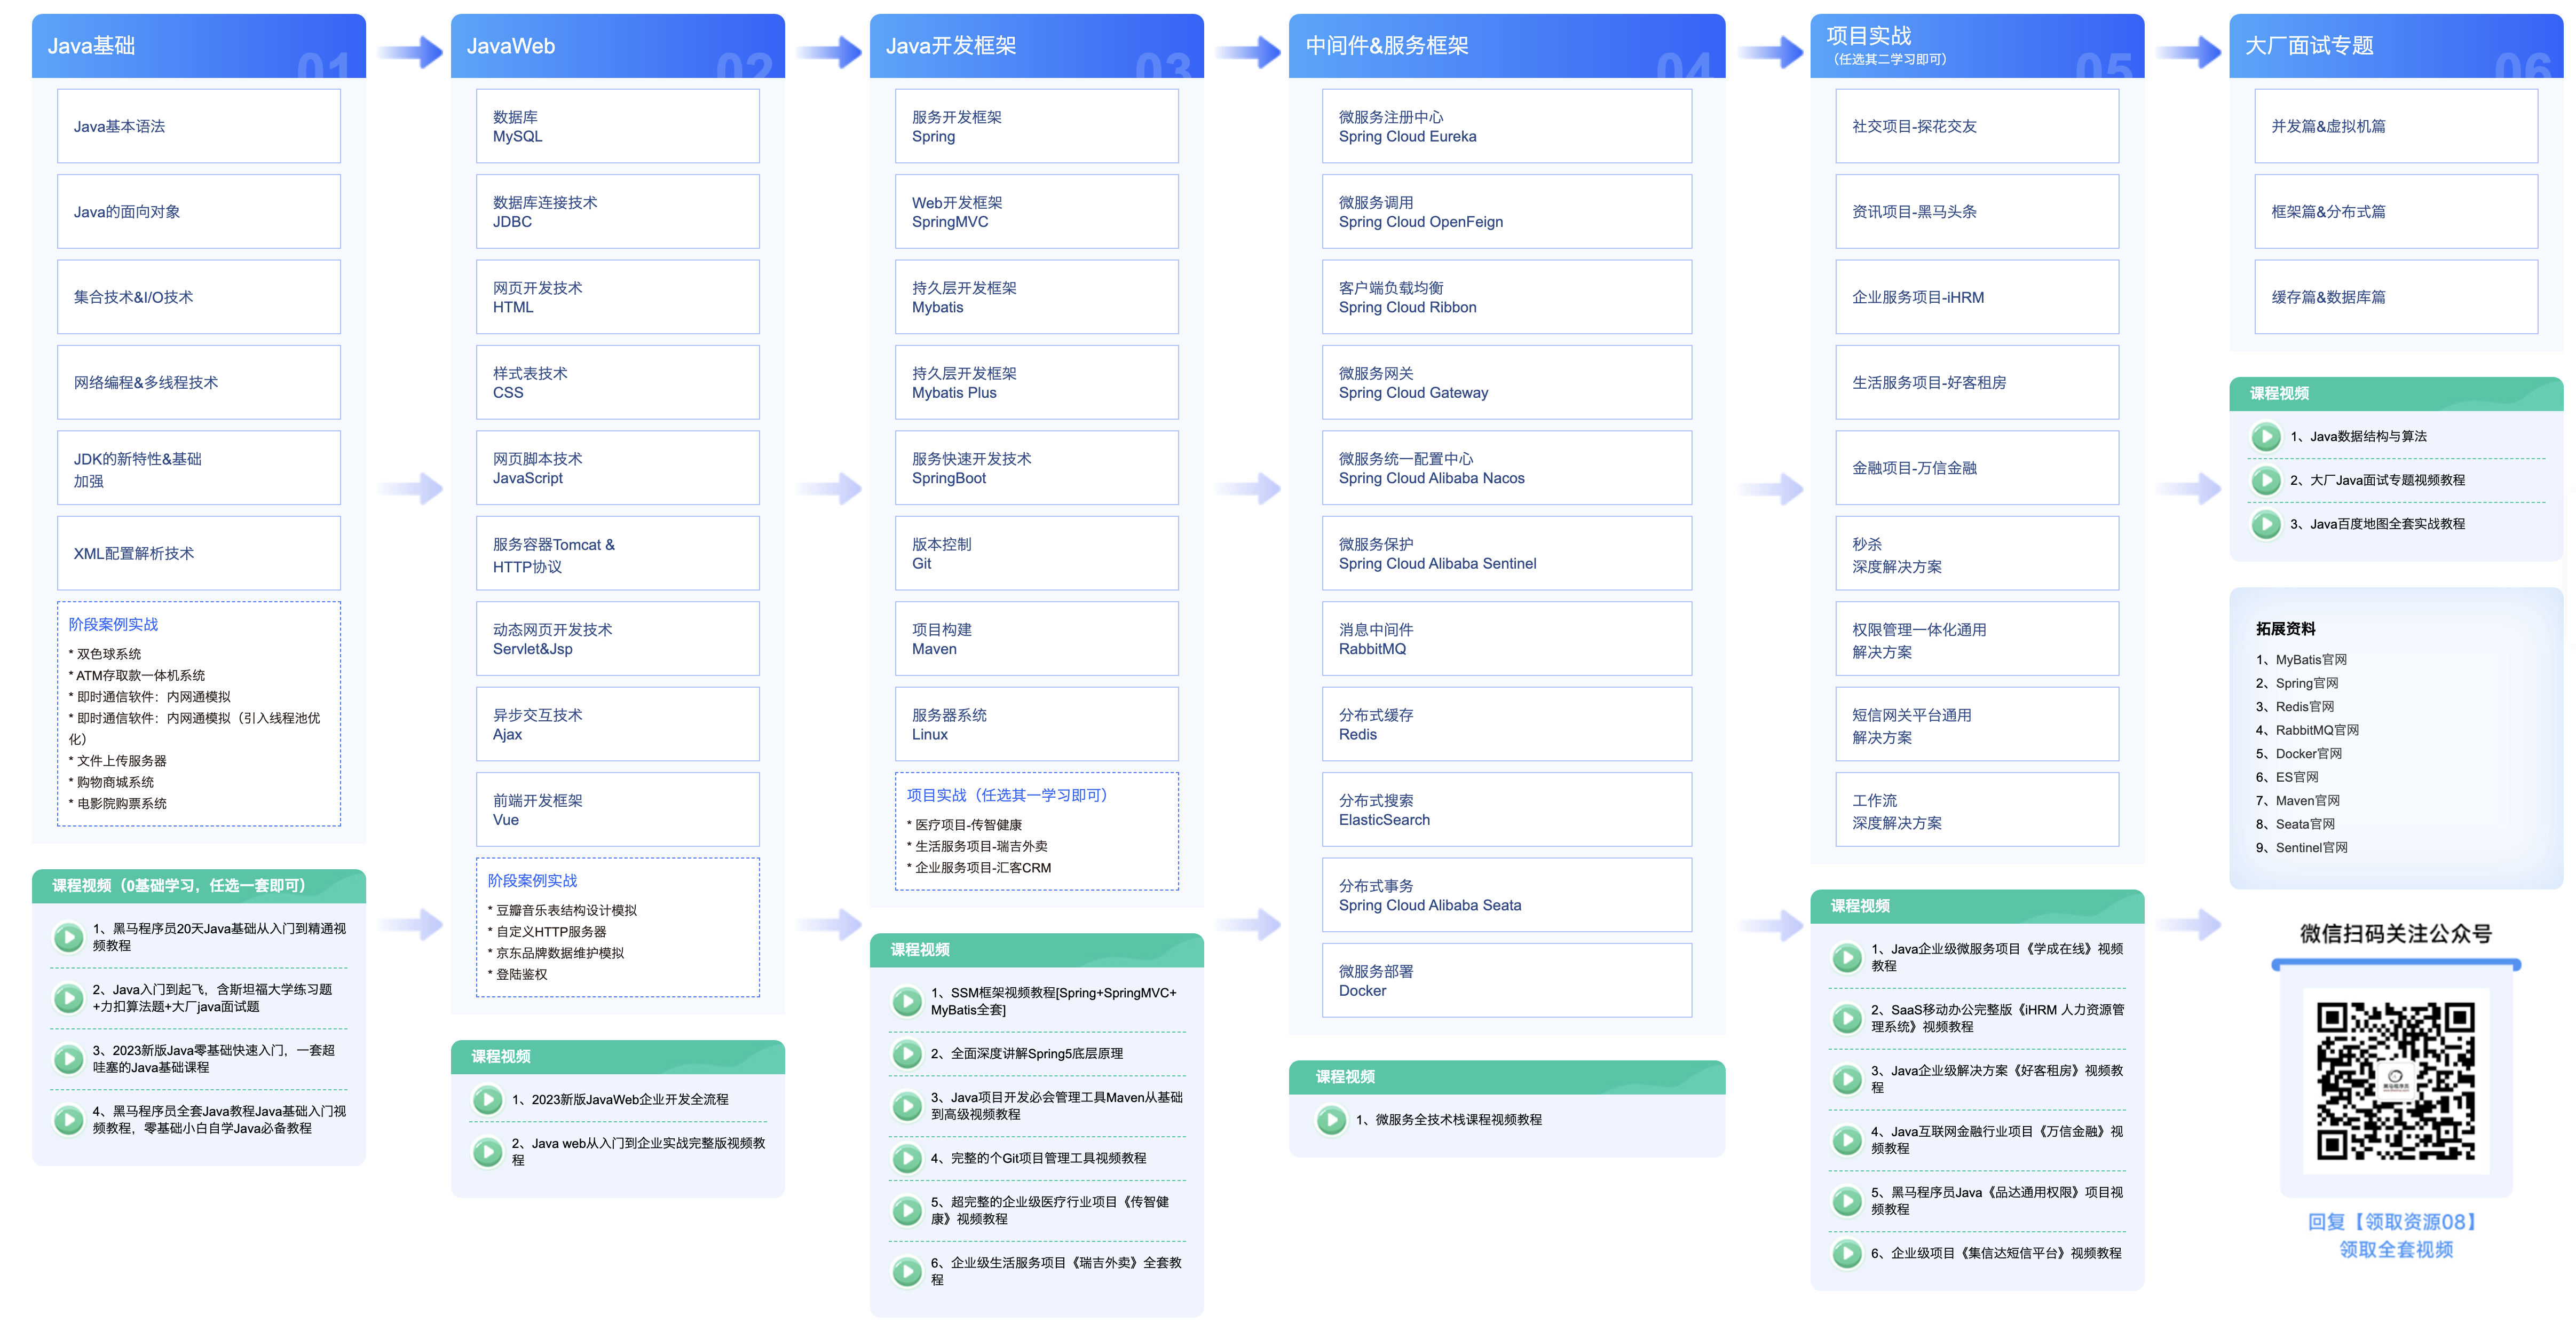 Java基础
01
Java基本语法
Java的面向对象
集合技术&I/O技术
网络编程&多线程技术
JDK的新特性&基础
加强
XML配置解析技术
阶段案例实战
* 双色球系统
* ATM存取款一体机系统
* 即时通信软件：内网通模拟
* 即时通信软件：内网通模拟（引入线程池优
化）
* 文件上传服务器
* 购物商城系统
* 电影院购票系统
课程视频（0基础学习，任选一套即可）
1、黑马程序员20天Java基础从入门到精通视
频教程
2、Java入门到起飞，含斯坦福大学练习题
+力扣算法题+大厂java面试题
3、2023新版Java零基础快速入门，一套超
哇塞的Java基础课程
4、黑马程序员全套Java教程Java基础入门视
频教程，零基础小白自学Java必备教程
JavaWeb
02
数据库
MySQL
数据库连接技术
JDBC
网页开发技术
HTML
样式表技术
CSS
网页脚本技术
JavaScript
服务容器Tomcat &
HTTP协议
动态网页开发技术
Servlet&Jsp
异步交互技术
Ajax
前端开发框架
Vue
阶段案例实战
* 豆瓣音乐表结构设计模拟
* 自定义HTTP服务器
* 京东品牌数据维护模拟
* 登陆鉴权
课程视频
1、2023新版JavaWeb企业开发全流程
2、Java web从入门到企业实战完整版视频教
程
Java开发框架
03
服务开发框架
Spring
Web开发框架
SpringMVC
持久层开发框架
Mybatis
持久层开发框架
Mybatis Plus
服务快速开发技术
SpringBoot
版本控制
Git
项目构建
Maven
服务器系统
Linux
项目实战（任选其一学习即可）
* 医疗项目-传智健康
* 生活服务项目-瑞吉外卖
* 企业服务项目-汇客CRM
课程视频
1、SSM框架视频教程[Spring+SpringMVC+
MyBatis全套]
2、全面深度讲解Spring5底层原理
3、Java项目开发必会管理工具Maven从基础
到高级视频教程
4、完整的个Git项目管理工具视频教程
5、超完整的企业级医疗行业项目《传智健
康》视频教程
6、企业级生活服务项目《瑞吉外卖》全套教
程
中间件&服务框架
04
微服务注册中心
Spring Cloud Eureka
微服务调用
Spring Cloud OpenFeign
客户端负载均衡
Spring Cloud Ribbon
微服务网关
Spring Cloud Gateway
微服务统一配置中心
Spring Cloud Alibaba Nacos
微服务保护
Spring Cloud Alibaba Sentinel
消息中间件
RabbitMQ
分布式缓存
Redis
分布式搜索
ElasticSearch
分布式事务
Spring Cloud Alibaba Seata
微服务部署
Docker
课程视频
1、微服务全技术栈课程视频教程
项目实战
（任选其二学习即可）
05
社交项目-探花交友
资讯项目-黑马头条
企业服务项目-iHRM
生活服务项目-好客租房
金融项目-万信金融
秒杀
深度解决方案
权限管理一体化通用
解决方案
短信网关平台通用
解决方案
工作流
深度解决方案
课程视频
1、Java企业级微服务项目《学成在线》视频
教程
2、SaaS移动办公完整版《iHRM 人力资源管
理系统》视频教程
3、Java企业级解决方案《好客租房》视频教
程
4、Java互联网金融行业项目《万信金融》视
频教程
5、黑马程序员Java《品达通用权限》项目视
频教程
6、企业级项目《集信达短信平台》视频教程
大厂面试专题
06
并发篇&虚拟机篇
框架篇&分布式篇
缓存篇&数据库篇
课程视频
1、Java数据结构与算法
2、大厂Java面试专题视频教程
3、Java百度地图全套实战教程
拓展资料
1、MyBatis官网
2、Spring官网
3、Redis官网
4、RabbitMQ官网
5、Docker官网
6、ES官网
7、Maven官网
8、Seata官网
9、Sentinel官网
微信扫码关注公众号
黑马程序员
回复【领取资源08】
领取全套视频